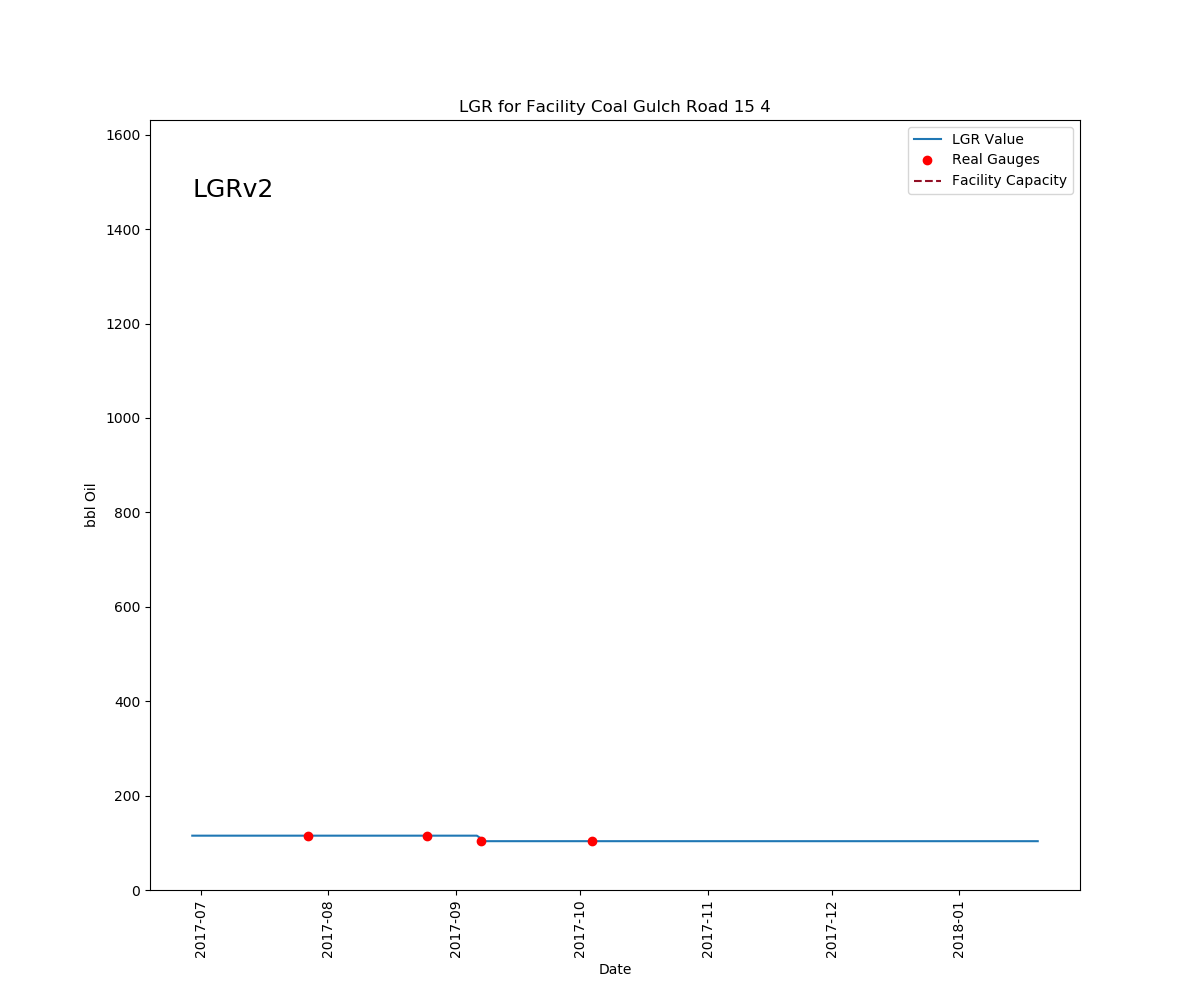 LGR for Facility Coal Gulch Road 15 4
LGRv2
LGR Value
Real Gauges
Facility Capacity
1600
1400
1200
1000
800
600
400
200
0
bbl Oil
2017-07
2017-08
2017-09
2017-10
2017-11
2017-12
2018-01
Date